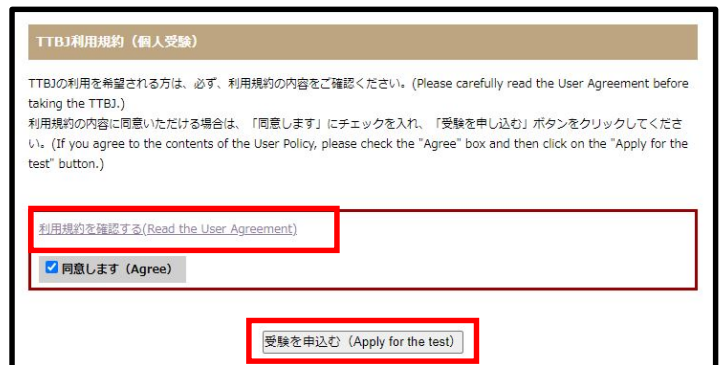 TTBJ利用規約（個人受験）
TTBJの利用を希望される方は、必ず、利用規約の内容をご確認ください。(Please carefully read the User Agreement before
taking the TTBJ.)
利用規約の内容に同意いただける場合は、「同意します」にチェックを入れ、「受験を申し込む」ボタンをクリックしてくださ
い。(If you agree to the contents of the User Policy, please check the "Agree" box and then click on the "Apply for the
test" button.)
利用規約を確認する(Read the User Agreement)
同意します（Agree）
受験を申込む（Apply for the test）